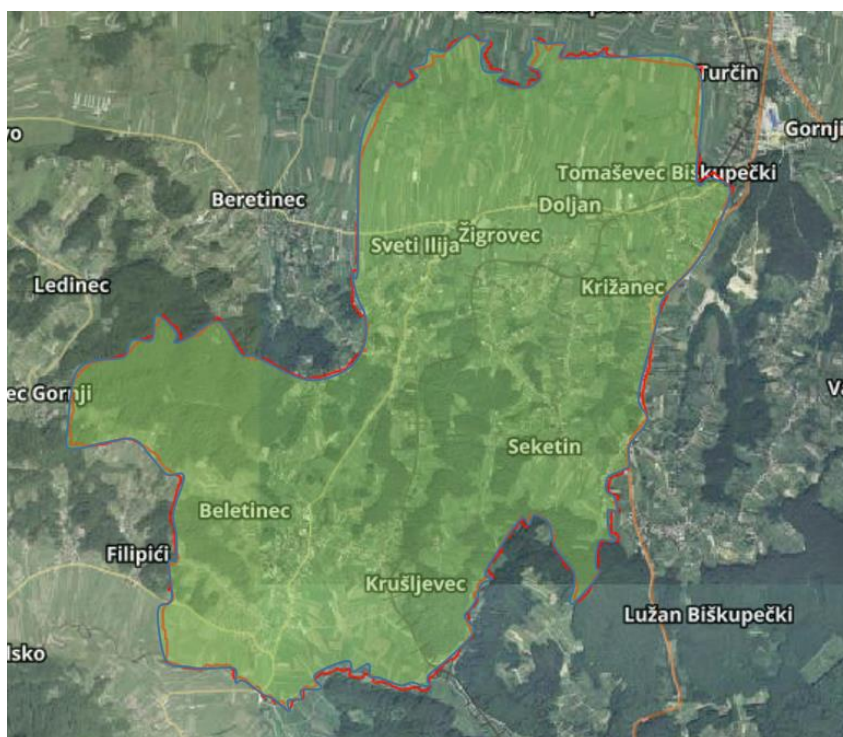 Turčin
Gornji
Tomaševec Biškupečki
Beretinec
Doljan
Žigrovec
Sveti Ilija
Ledinec
Križanec
ec Gornji
Seketin
Beletinec
Filipići
Krušljevec
Lužan Biškupečki
lsko